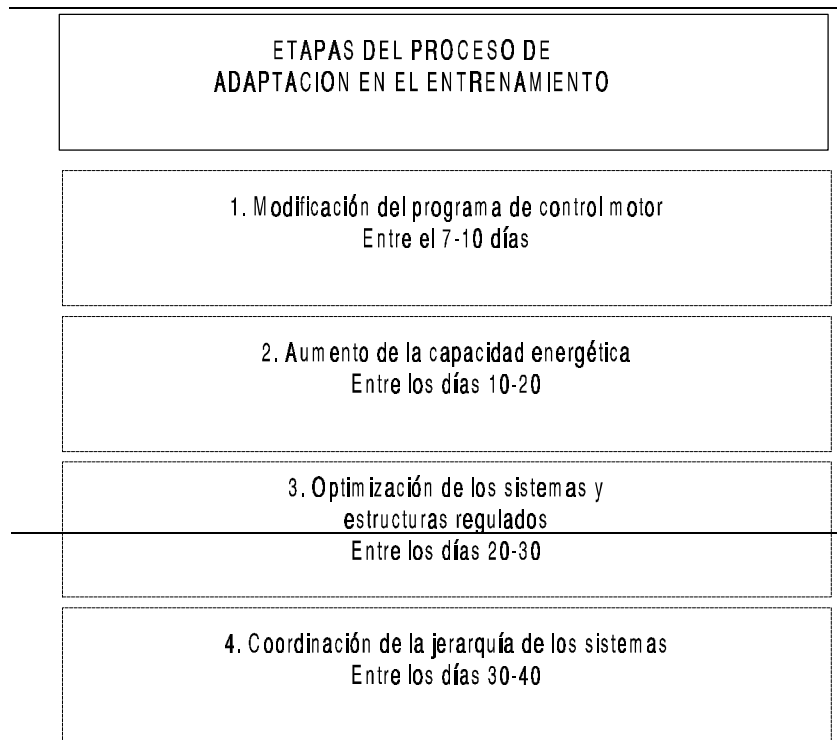 ETAPAS DEL PROCESO DE
ADAPTACION EN EL ENTRENAMIENTO
1. Modificación del programa de control motor
Entre el 7-10 días
2. Aumento de la capacidad energética
Entre los días 10-20
3. Optimización de los sistemas y
estructuras regulados
Entre los días 20-30
4. Coordinación de la jerarquía de los sistemas
Entre los días 30-40